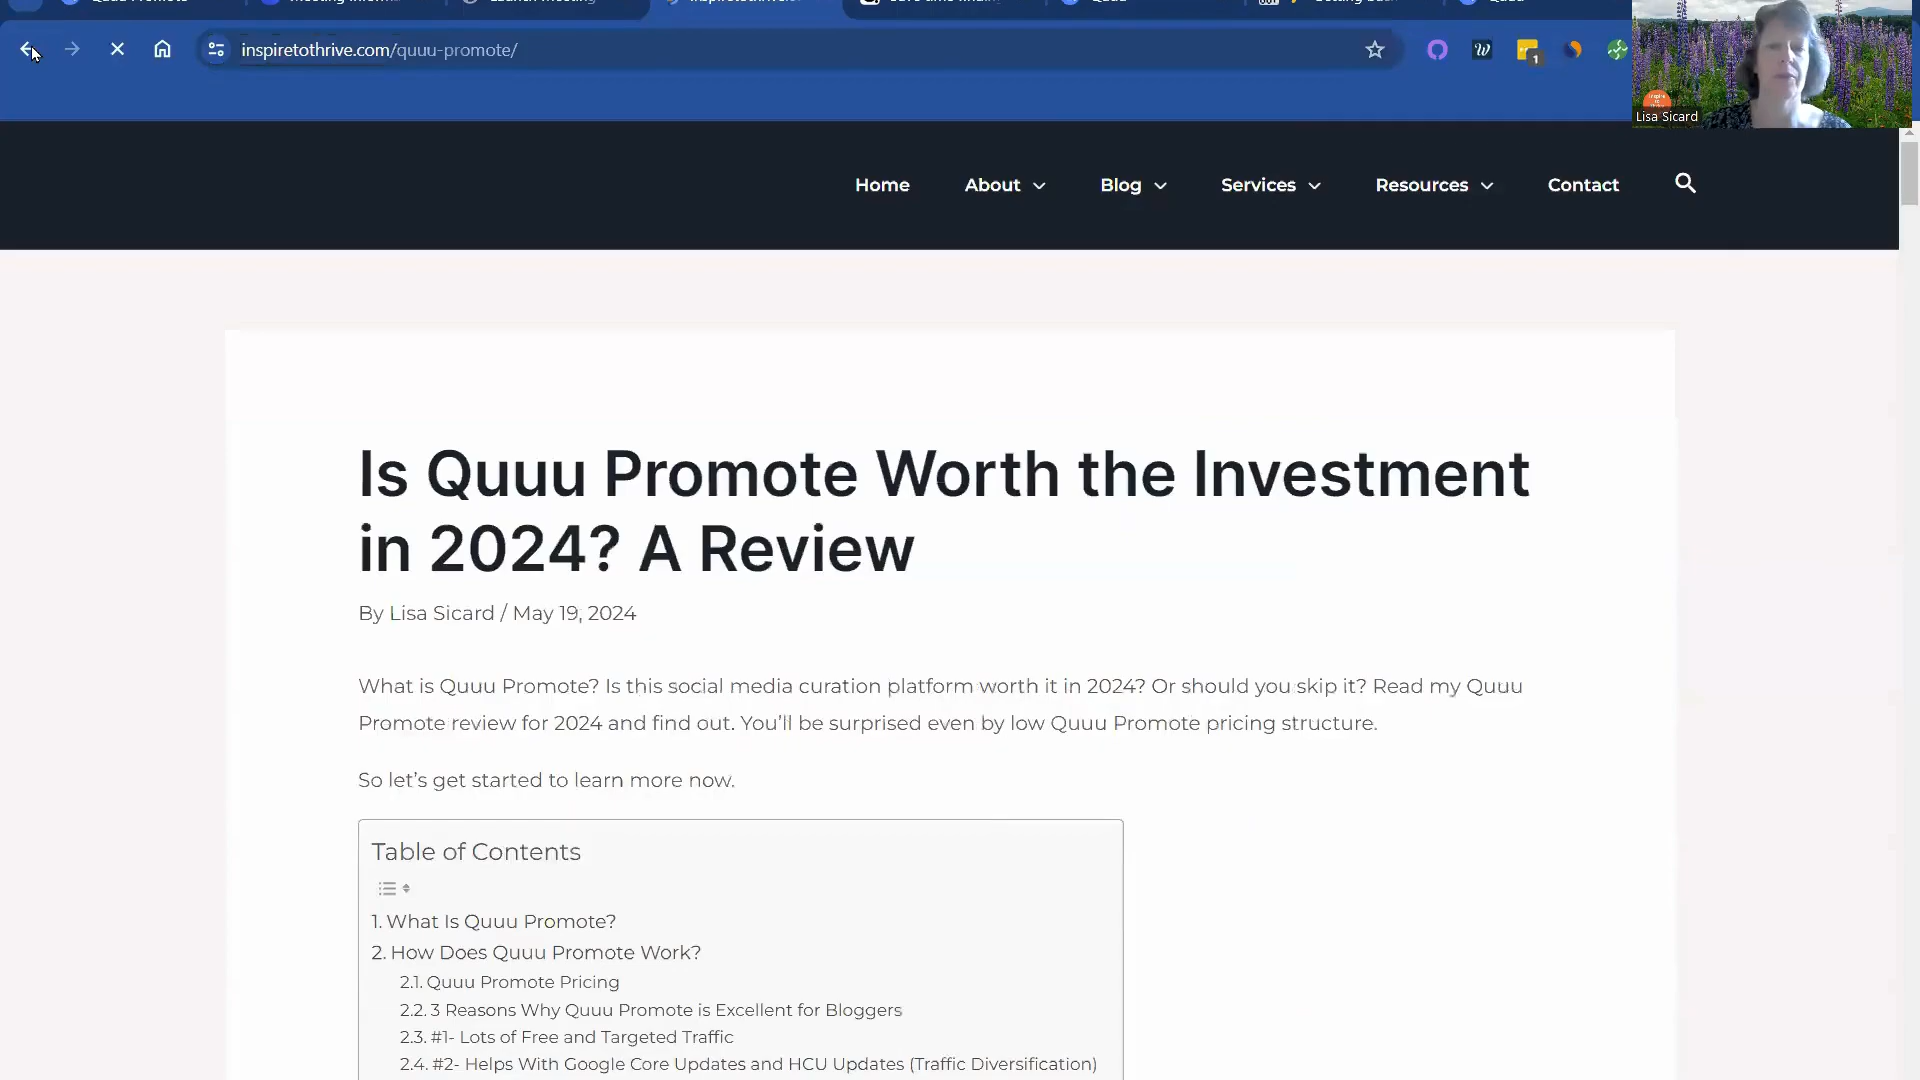 inspiretothrive.com/quuu-promote/
1
Lisa Sicard
Home
About
Blog
Services
Resources
Contact
Is Quuu Promote Worth the Investment
in 2024? A Review
By Lisa Sicard / May 19, 2024
What is Quuu Promote? Is this social media curation platform worth it in 2024? Or should you skip it? Read my Quuu
Promote review for 2024 and find out. You’ll be surprised even by low Quuu Promote pricing structure.
So let’s get started to learn more now.
Table of Contents
1. What Is Quuu Promote?
2. How Does Quuu Promote Work?
2.1. Quuu Promote Pricing
2.2. 3 Reasons Why Quuu Promote is Excellent for Bloggers
2.3. #1- Lots of Free and Targeted Traffic
2.4. #2- Helps With Google Core Updates and HCU Updates (Traffic Diversification)